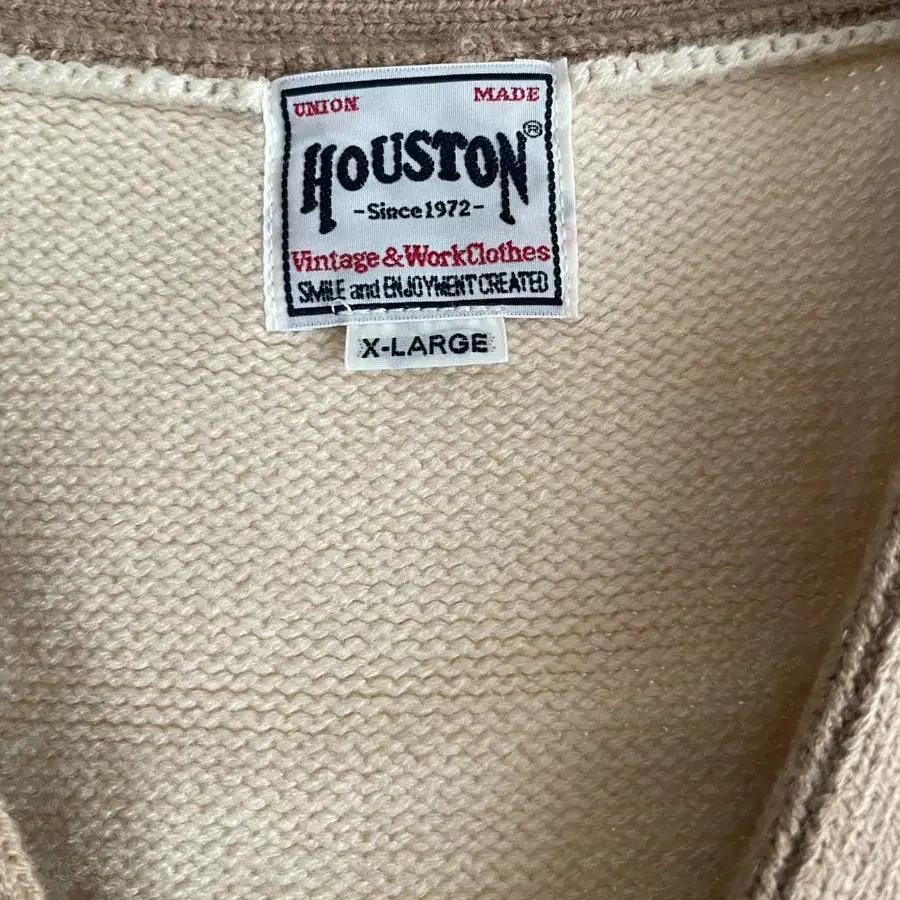 UNION MADE
HOUSTON®
-Since1972-
Vintage&WorkClothes
SMILE and ENJOYMENT CREATED
X-LARGE